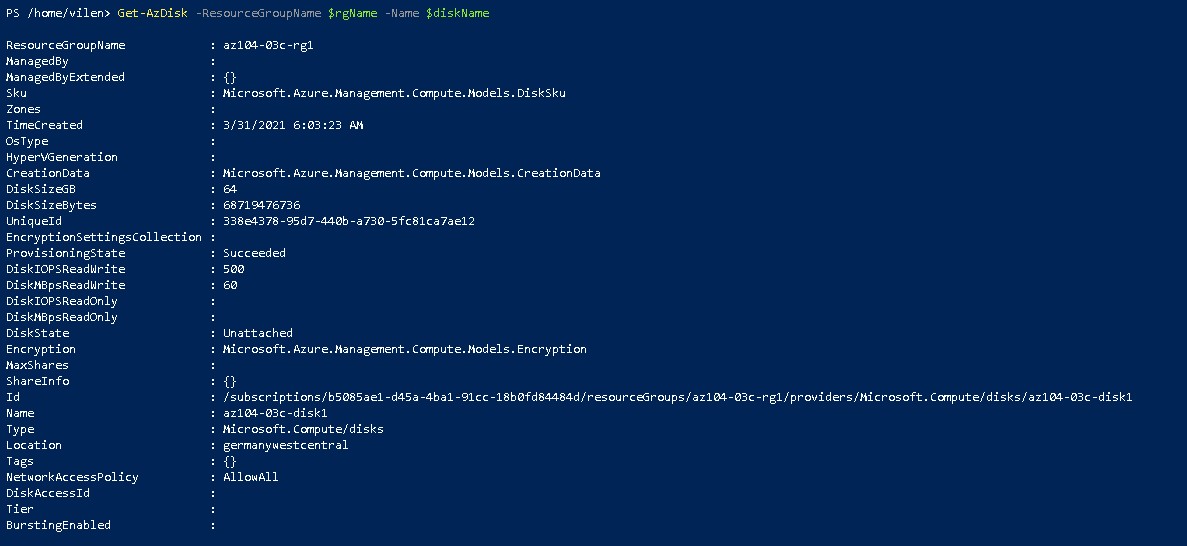 PS /home/vilen> Get-AzDisk -ResourceGroupName $rgName -Name $diskName
ResourceGroupName : az104-03c-rg1
ManagedBy :
ManagedByExtended : {}
Sku : Microsoft.Azure.Management.Compute.Models.DiskSku
Zones :
TimeCreated : 3/31/2021 6:03:23 AM
OsType :
HyperVGeneration :
CreationData : Microsoft.Azure.Management.Compute.Models.CreationData
DiskSizeGB : 64
DiskSizeBytes : 68719476736
UniqueId : 338e4378-95d7-440b-a730-5fc81ca7ae12
EncryptionSettingsCollection :
ProvisioningState : Succeeded
DiskIOPSReadWrite : 500
DiskMBpsReadWrite : 60
DiskIOPSReadOnly :
DiskMBpsReadOnly :
DiskState : Unattached
Encryption : Microsoft.Azure.Management.Compute.Models.Encryption
MaxShares :
ShareInfo : {}
Id : /subscriptions/b5085ae1-d45a-4ba1-91cc-18b0fd84484d/resourceGroups/az104-03c-rg1/providers/Microsoft.Compute/disks/az104-03c-disk1
Name : az104-03c-disk1
Type : Microsoft.Compute/disks
Location : germanywestcentral
Tags : {}
NetworkAccessPolicy : AllowAll
DiskAccessId :
Tier :
BurstingEnabled :